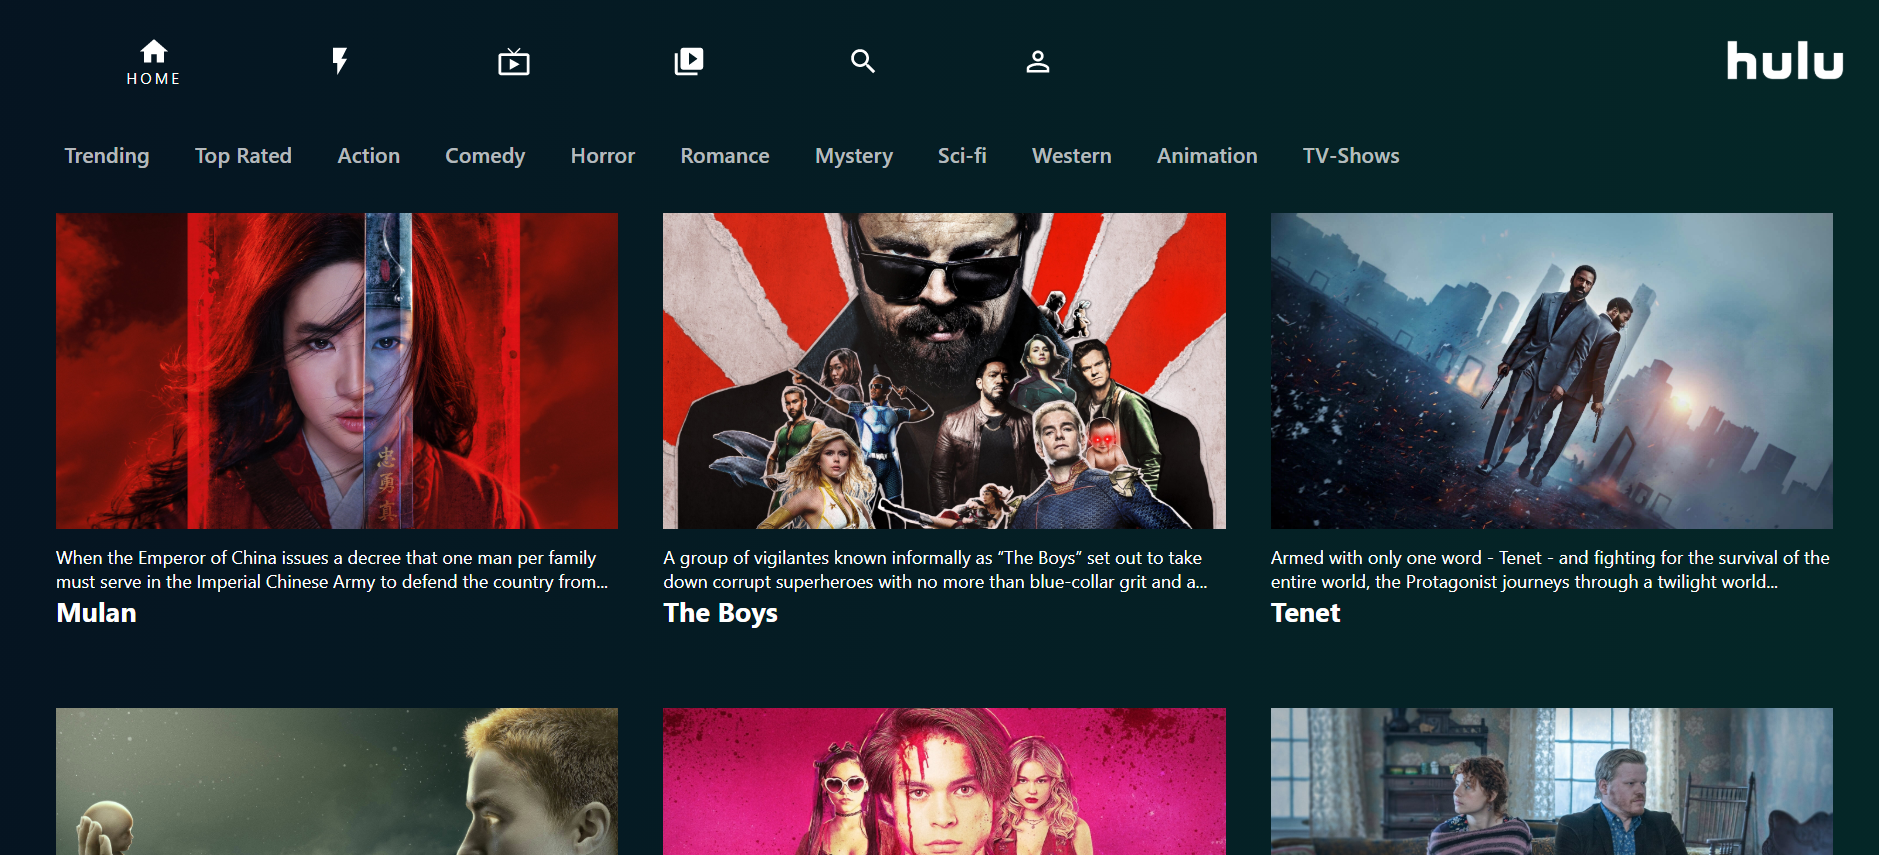 HOME
hulu
Trending Top Rated Action Comedy Horror Romance Mystery Sci-fi Western Animation TV-Shows
忠勇真
When the Emperor of China issues a decree that one man per family
must serve in the Imperial Chinese Army to defend the country from...
Mulan
A group of vigilantes known informally as “The Boys” set out to take
down corrupt superheroes with no more than blue-collar grit and a...
The Boys
Armed with only one word - Tenet - and fighting for the survival of the
entire world, the Protagonist journeys through a twilight world...
Tenet